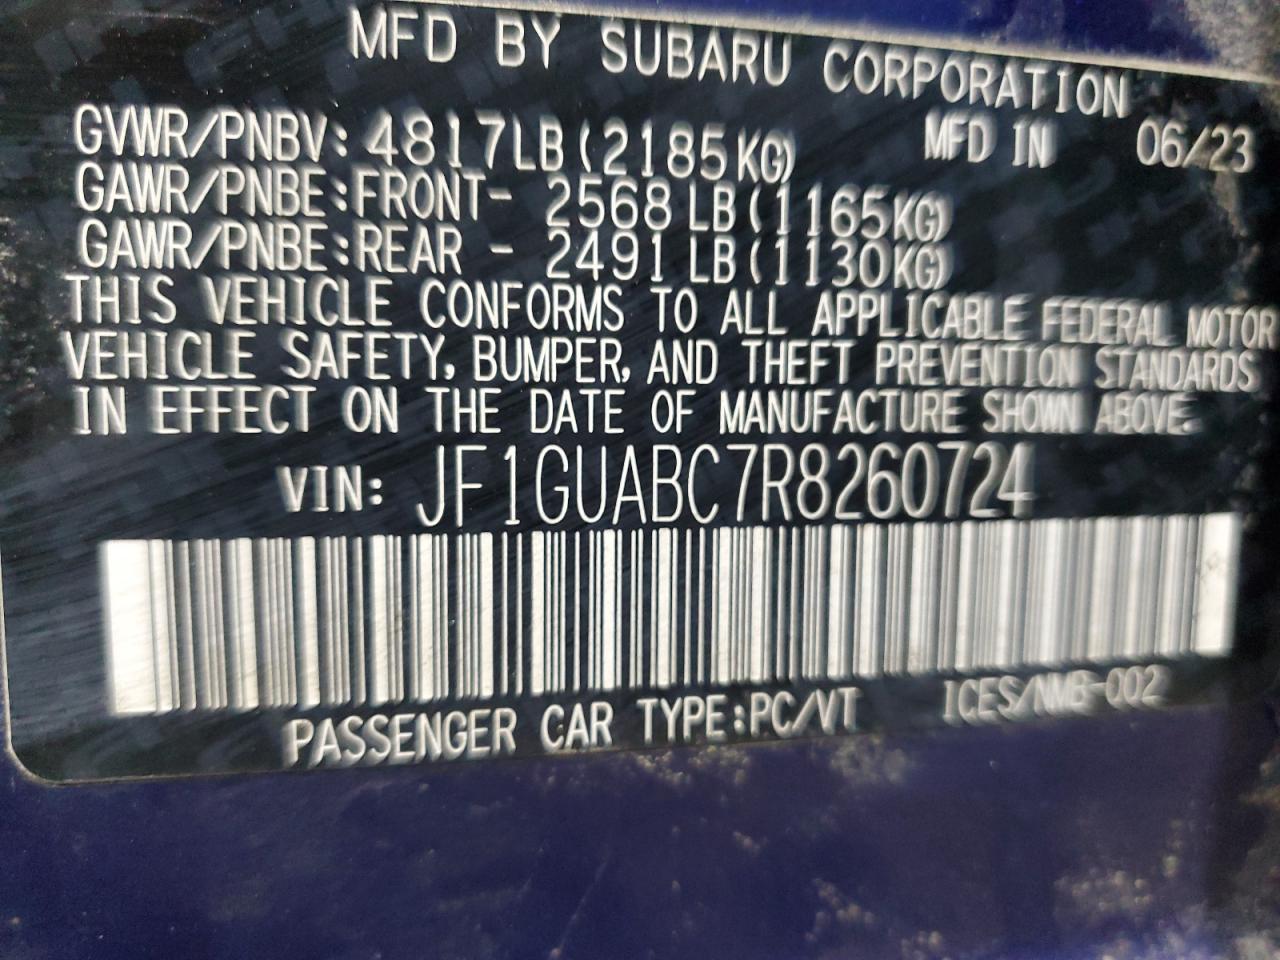 MFD BY SUBARU CORPORATION
GVWR/PNBV: 4817LB(2185KG) MFD IN 06/23
GAWR/PNBE:FRONT- 2568 LB(1165KG)
GAWR/PNBE:REAR - 2491 LB(1130KG)
THIS VEHICLE CONFORMS TO ALL APPLICABLE FEDERAL MOTOR
VEHICLE SAFETY, BUMPER, AND THEFT PREVENTION STANDARDS
IN EFFECT ON THE DATE OF MANUFACTURE SHOWN ABOVE.
VIN: JF1GUABC7R8260724
PASSENGER CAR TYPE:PC/VT ICES/NMB-002